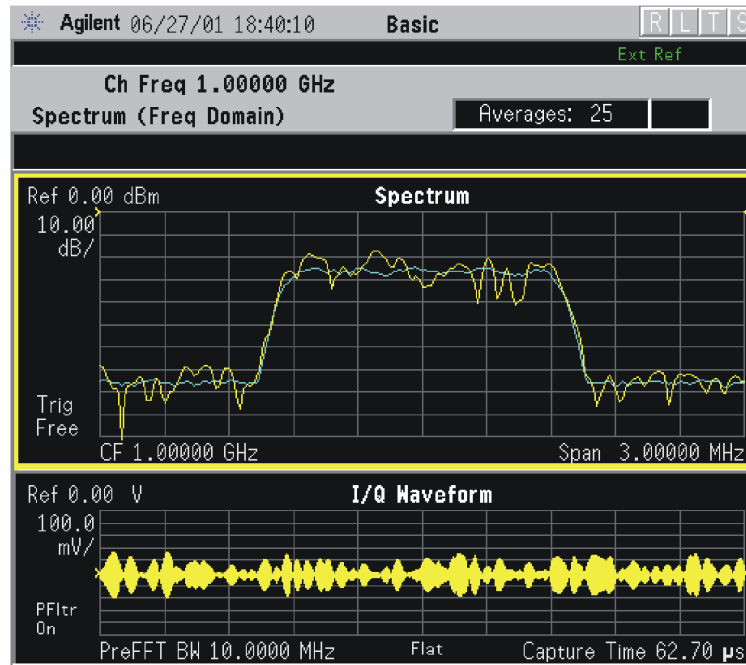 Agilent 06/27/01 18:40:10 Basic R L T S
Ext Ref
Ch Freq 1.00000 GHz
Spectrum (Freq Domain) Averages: 25
Ref 0.00 dBm Spectrum
10.00
dB/
Trig
Free
CF 1.00000 GHz Span 3.00000 MHz
Ref 0.00 V I/Q Waveform
100.0
mV/
PFltr
On
PreFFT BW 10.0000 MHz Flat Capture Time 62.70 μs